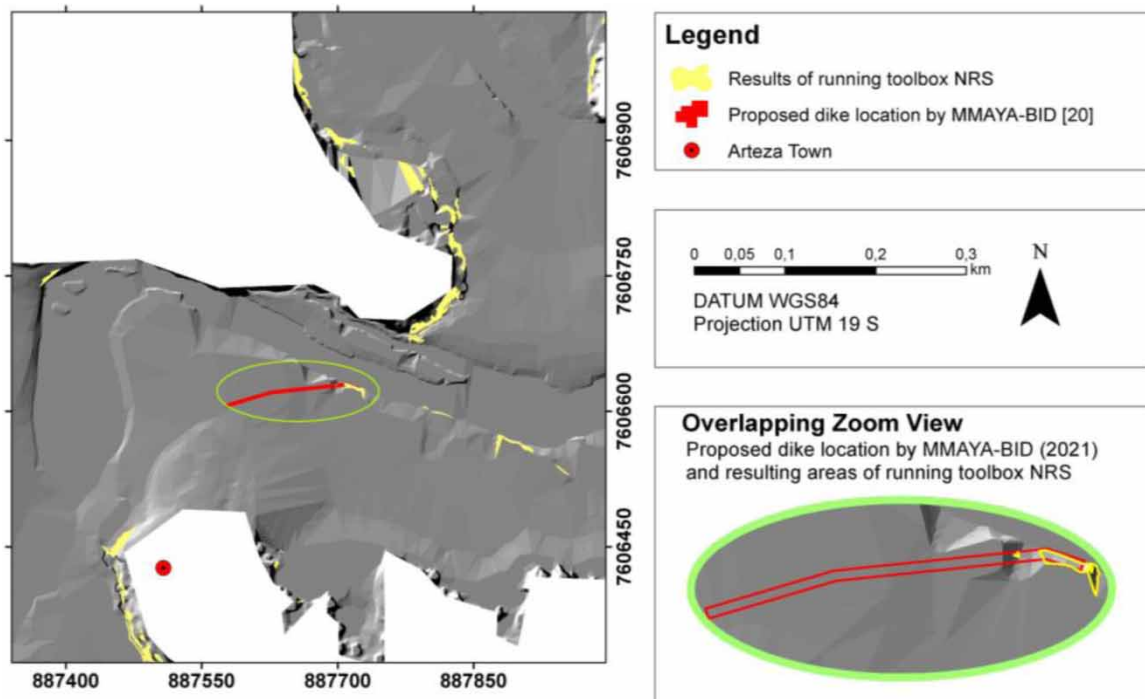 7606900
7606750
7606600
7606450
887400 887550 887700 887850
Legend
Results of running toolbox NRS
Proposed dike location by MMAYA-BID [20]
Arteza Town
0 0,05 0,1 0,2 0,3
km
N
DATUM WGS84
Projection UTM 19 S
Overlapping Zoom View
Proposed dike location by MMAYA-BID (2021)
and resulting areas of running toolbox NRS